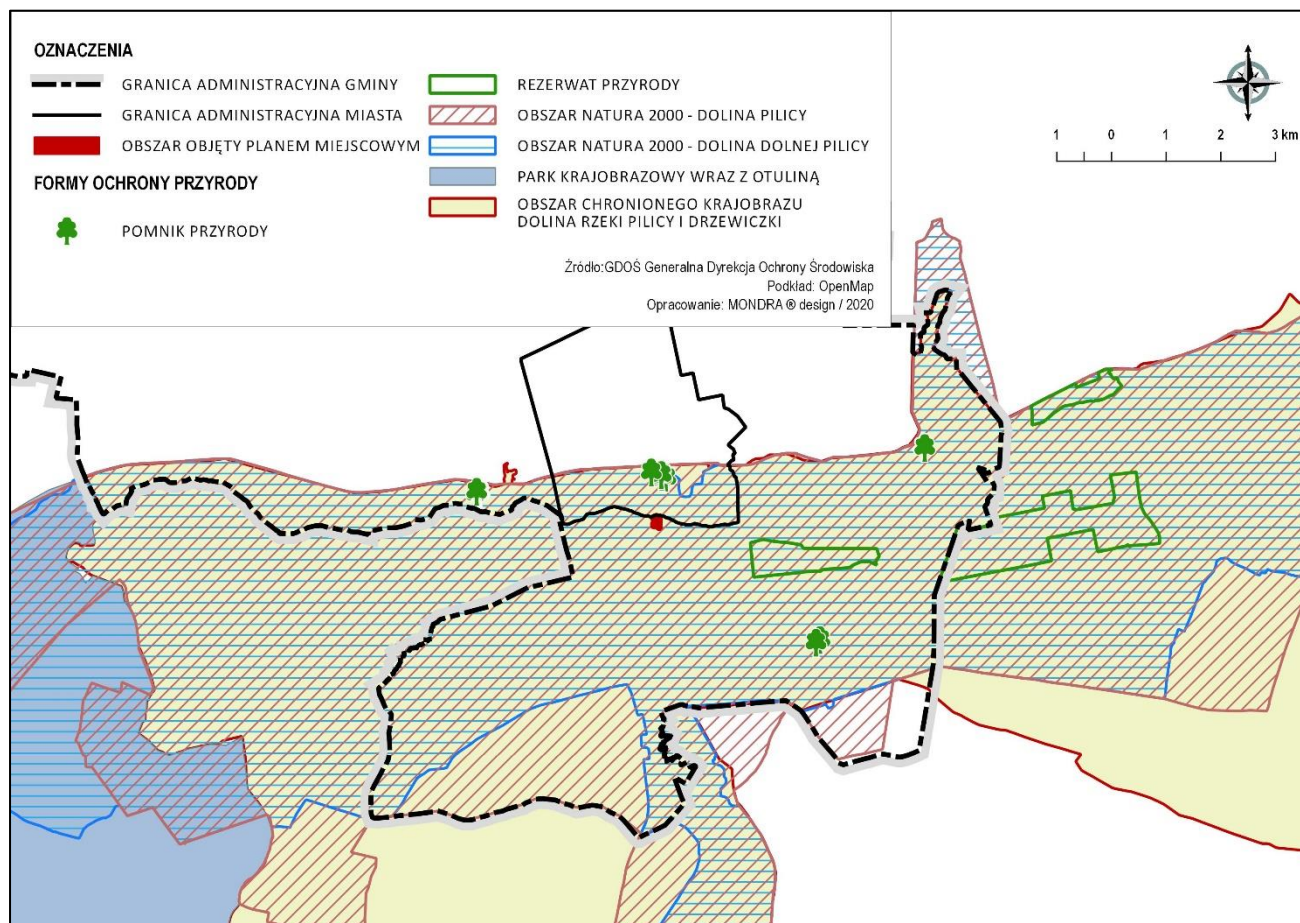 OZNACZENIA
GRANICA ADMINISTRACYJNA GMINY
GRANICA ADMINISTRACYJNA MIASTA
OBSZAR OBJĘTY PLANEM MIEJSCOWYM
FORMY OCHRONY PRZYRODY
POMNIK PRZYRODY
REZERWAT PRZYRODY
OBSZAR NATURA 2000 - DOLINA PILICY
OBSZAR NATURA 2000 - DOLINA DOLNEJ PILICY
PARK KRAJOBRAZOWY WRAZ Z OTULINĄ
OBSZAR CHRONIONEGO KRAJOBRAZU
DOLINA RZEKI PILICY I DRZEWICZKI
Źródło:GDOŚ Generalna Dyrekcja Ochrony Środowiska
Podkład: OpenMap
Opracowanie: MONDRA ® design / 2020
1 0 1 2 3 km